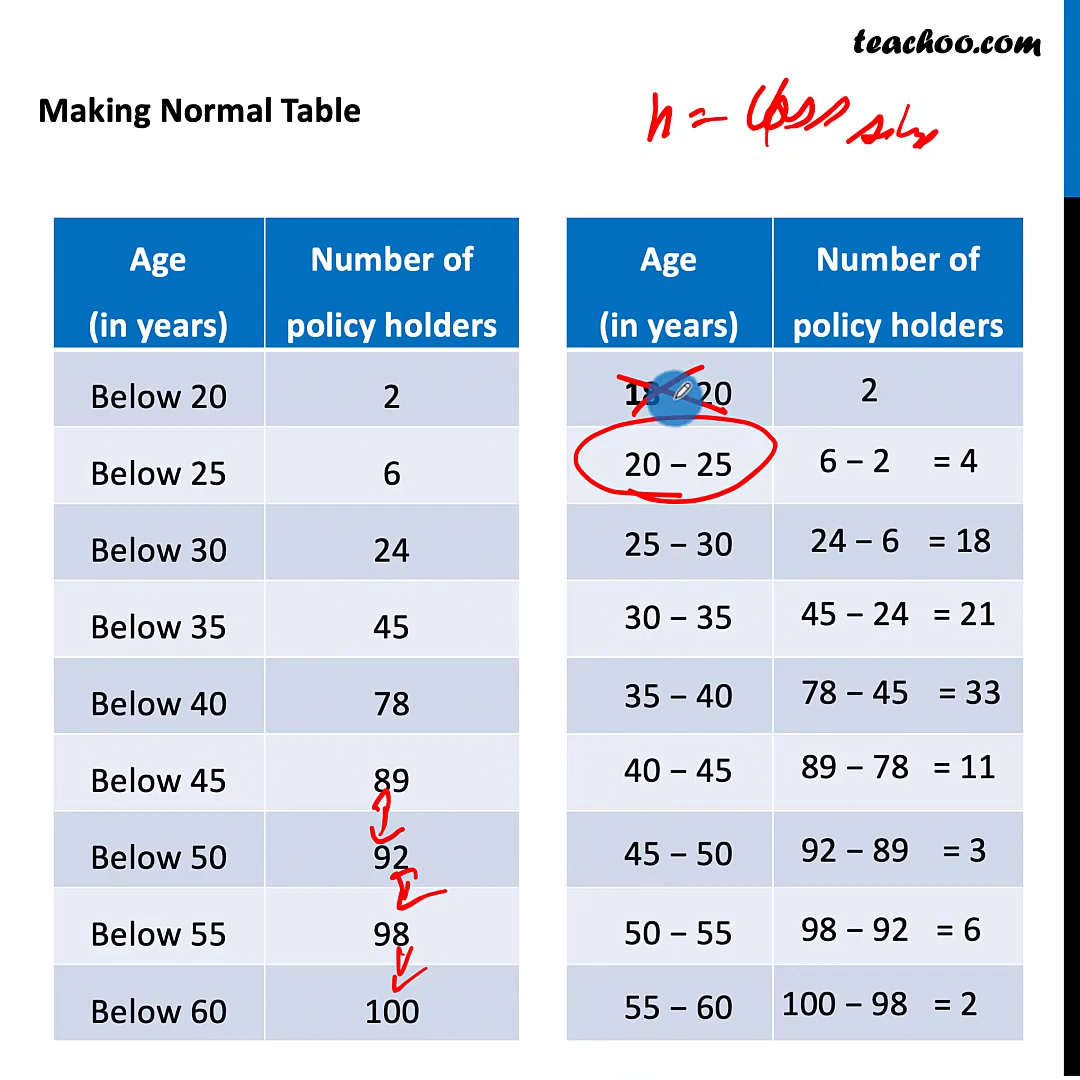 teachoo.com
Making Normal Table
h = class size
Age (in years) Number of policy holders
Below 20 2
Below 25 6
Below 30 24
Below 35 45
Below 40 78
Below 45 89
Below 50 92
Below 55 98
Below 60 100
Age (in years) Number of policy holders
18 20 2
20 – 25 6 – 2 = 4
25 – 30 24 – 6 = 18
30 – 35 45 – 24 = 21
35 – 40 78 – 45 = 33
40 – 45 89 – 78 = 11
45 – 50 92 – 89 = 3
50 – 55 98 – 92 = 6
55 – 60 100 – 98 = 2